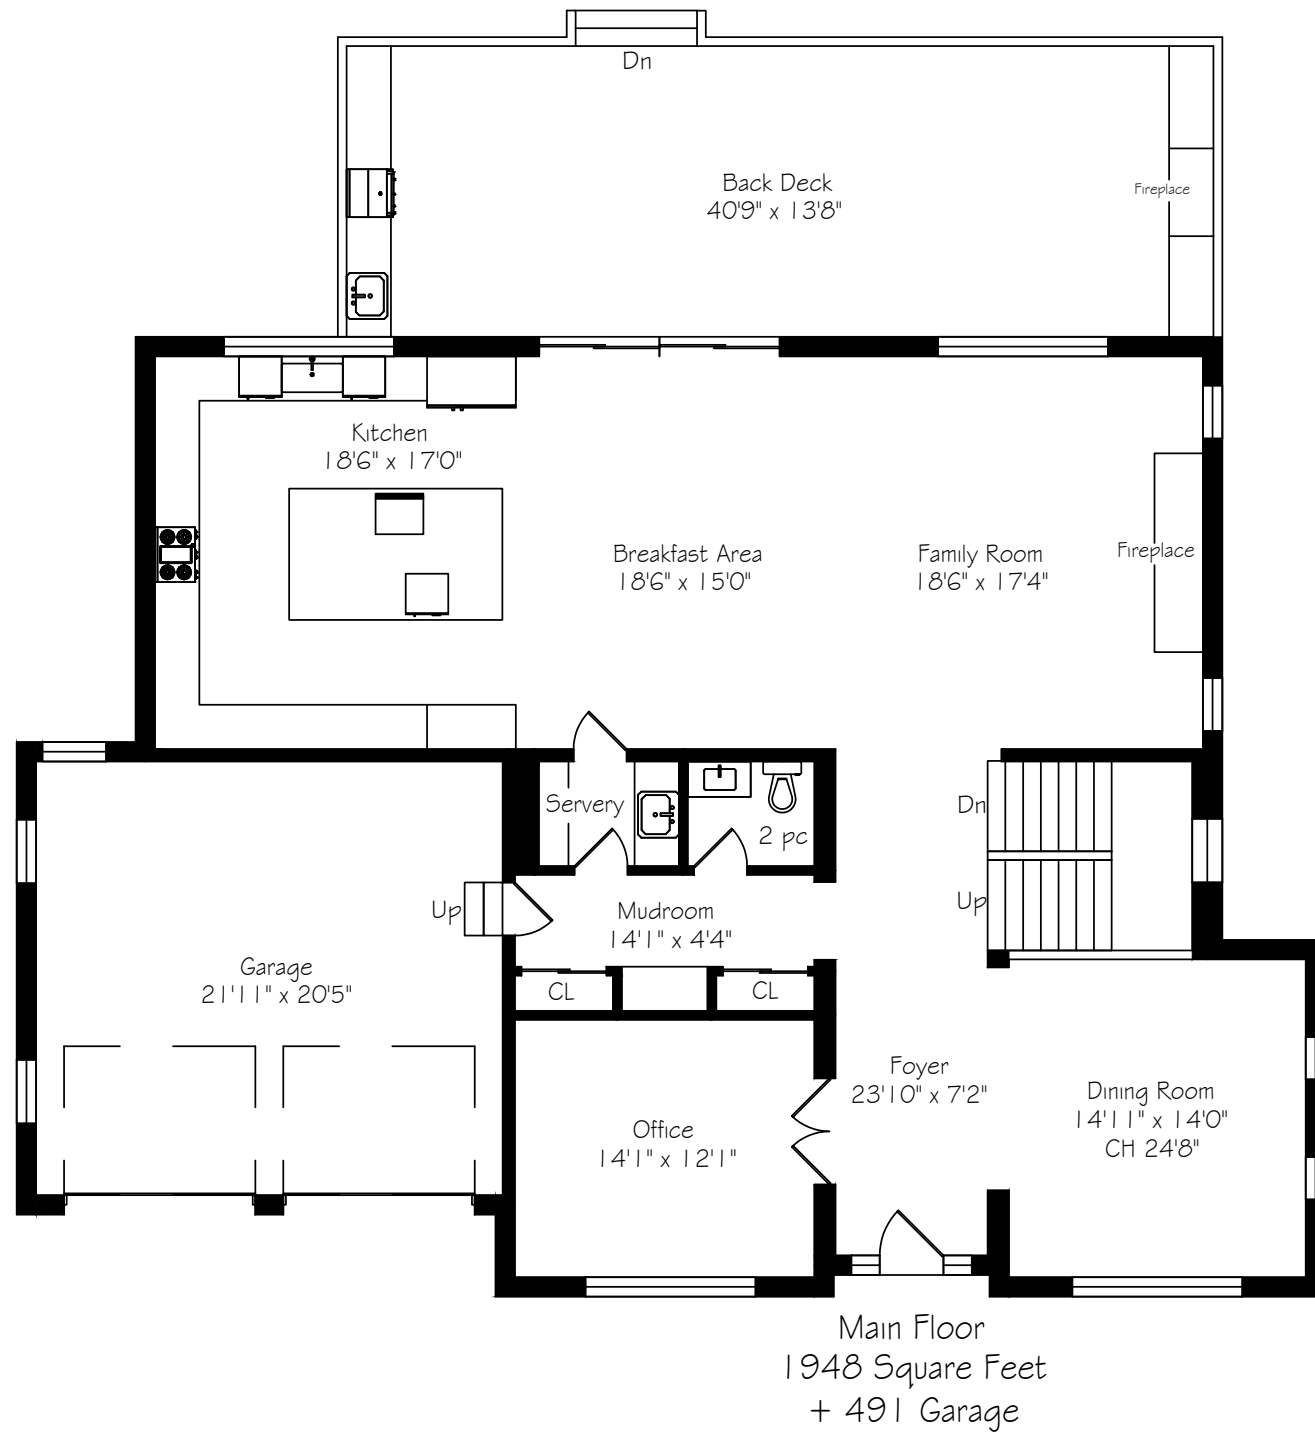 Dn
Back Deck
40'9" x 13'8"
Fireplace
Kitchen
18'6" x 17'0"
Breakfast Area
18'6" x 15'0"
Family Room
18'6" x 17'4"
Fireplace
Servery
2 pc
Dn
Up
Up
Mudroom
14'1" x 4'4"
Garage
21'11" x 20'5"
CL
CL
Foyer
23'10" x 7'2"
Dining Room
14'11" x 14'0"
CH 24'8"
Office
14'1" x 12'1"
Main Floor
1948 Square Feet
+ 491 Garage